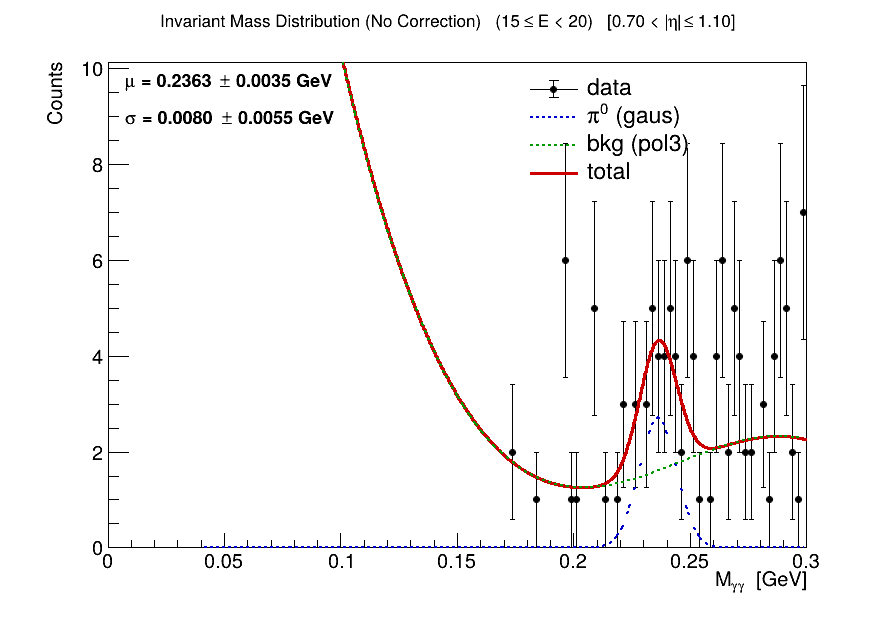 Invariant Mass Distribution (No Correction) (15 ≤ E < 20) [0.70 < |η| ≤ 1.10]
Counts
μ = 0.2363 ± 0.0035 GeV
σ = 0.0080 ± 0.0055 GeV
data
π⁰ (gaus)
bkg (pol3)
total
10
8
6
4
2
0
0 0.05 0.1 0.15 0.2 0.25 0.3
Mγγ [GeV]